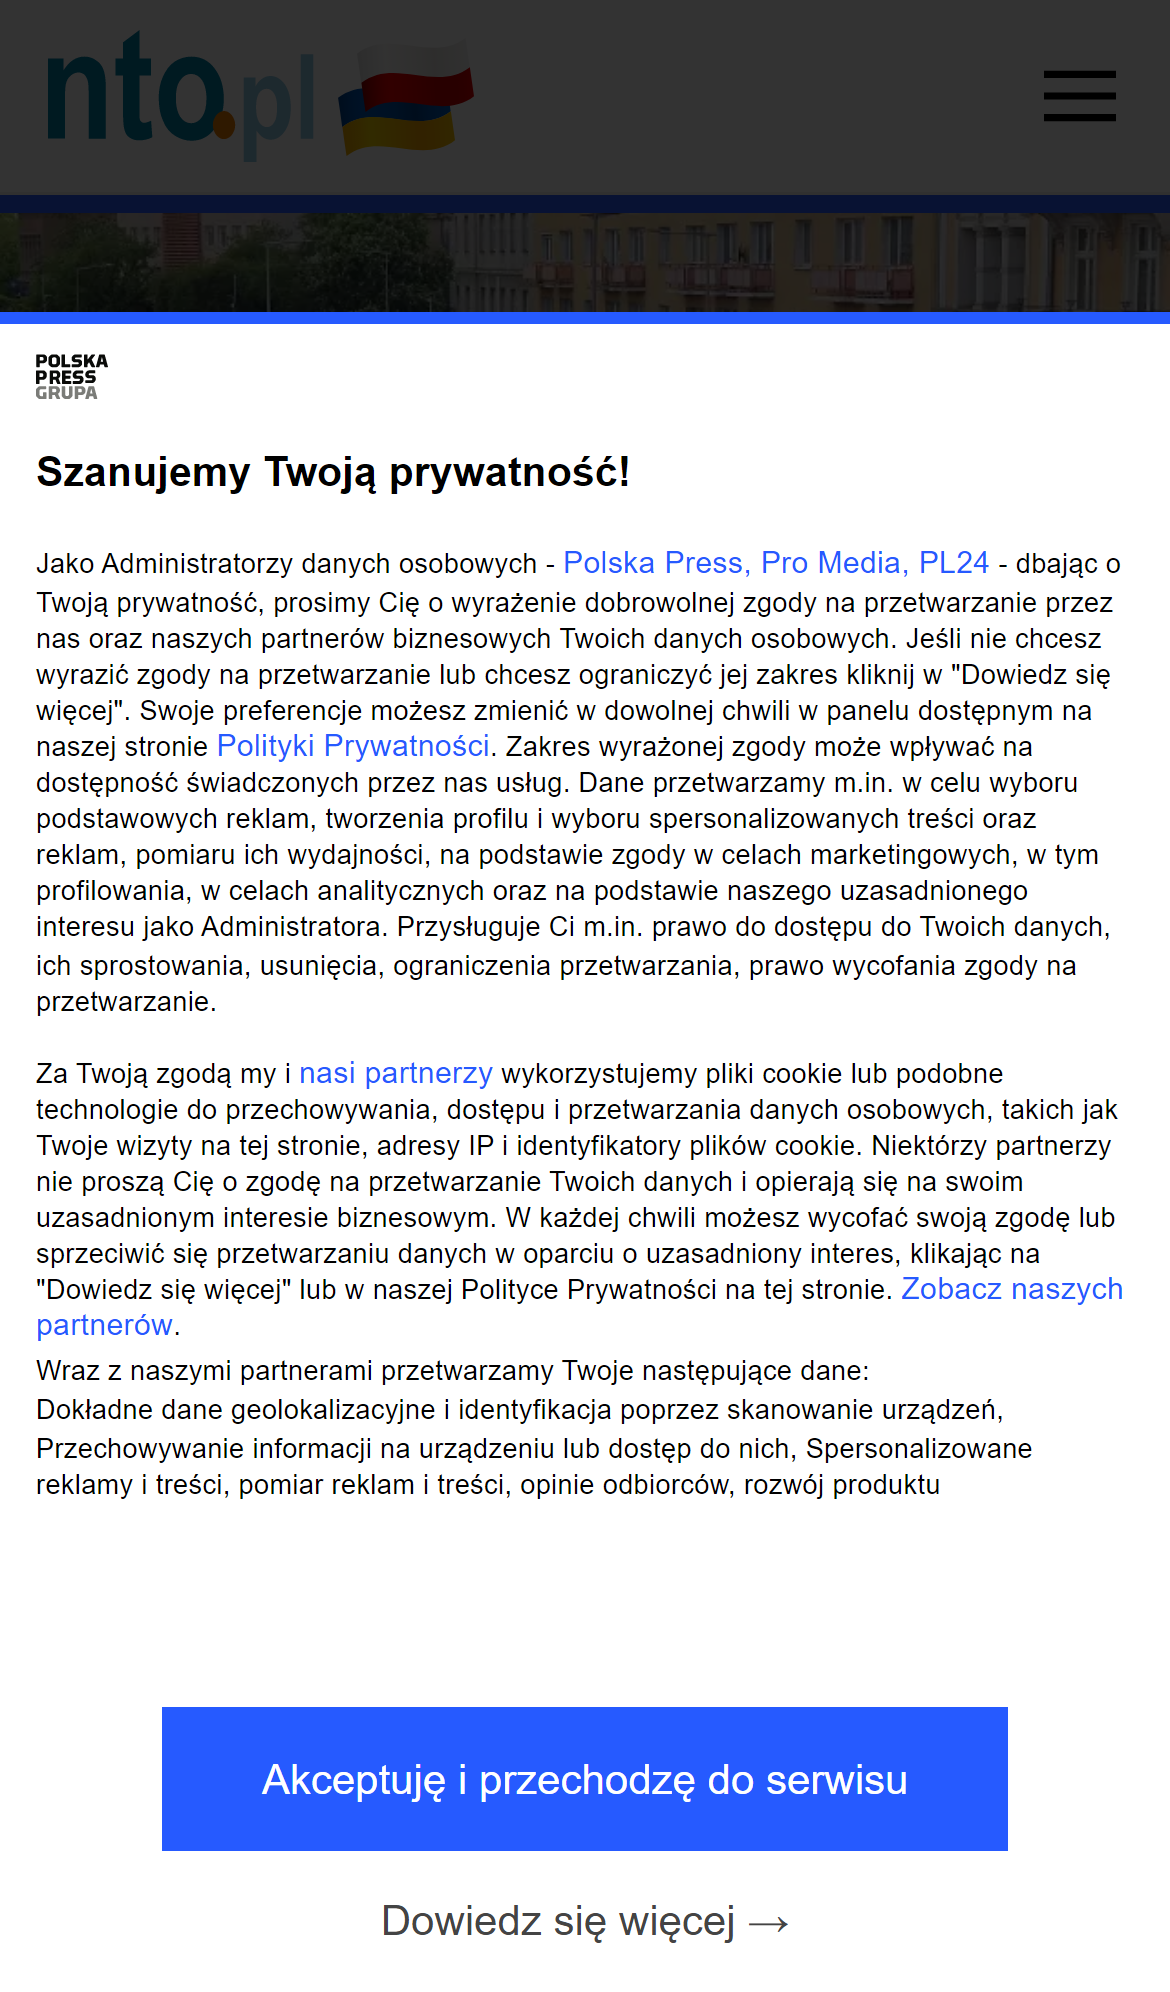 nto.pl
POLSKA
PRESS
GRUPA
Szanujemy Twoją prywatność!
Jako Administratorzy danych osobowych - Polska Press, Pro Media, PL24 - dbając o
Twoją prywatność, prosimy Cię o wyrażenie dobrowolnej zgody na przetwarzanie przez
nas oraz naszych partnerów biznesowych Twoich danych osobowych. Jeśli nie chcesz
wyrazić zgody na przetwarzanie lub chcesz ograniczyć jej zakres kliknij w "Dowiedz się
więcej". Swoje preferencje możesz zmienić w dowolnej chwili w panelu dostępnym na
naszej stronie Polityki Prywatności. Zakres wyrażonej zgody może wpływać na
dostępność świadczonych przez nas usług. Dane przetwarzamy m.in. w celu wyboru
podstawowych reklam, tworzenia profilu i wyboru spersonalizowanych treści oraz
reklam, pomiaru ich wydajności, na podstawie zgody w celach marketingowych, w tym
profilowania, w celach analitycznych oraz na podstawie naszego uzasadnionego
interesu jako Administratora. Przysługuje Ci m.in. prawo do dostępu do Twoich danych,
ich sprostowania, usunięcia, ograniczenia przetwarzania, prawo wycofania zgody na
przetwarzanie.
Za Twoją zgodą my i nasi partnerzy wykorzystujemy pliki cookie lub podobne
technologie do przechowywania, dostępu i przetwarzania danych osobowych, takich jak
Twoje wizyty na tej stronie, adresy IP i identyfikatory plików cookie. Niektórzy partnerzy
nie proszą Cię o zgodę na przetwarzanie Twoich danych i opierają się na swoim
uzasadnionym interesie biznesowym. W każdej chwili możesz wycofać swoją zgodę lub
sprzeciwić się przetwarzaniu danych w oparciu o uzasadniony interes, klikając na
"Dowiedz się więcej" lub w naszej Polityce Prywatności na tej stronie. Zobacz naszych
partnerów.
Wraz z naszymi partnerami przetwarzamy Twoje następujące dane:
Dokładne dane geolokalizacyjne i identyfikacja poprzez skanowanie urządzeń,
Przechowywanie informacji na urządzeniu lub dostęp do nich, Spersonalizowane
reklamy i treści, pomiar reklam i treści, opinie odbiorców, rozwój produktu
Akceptuję i przechodzę do serwisu
Dowiedz się więcej →